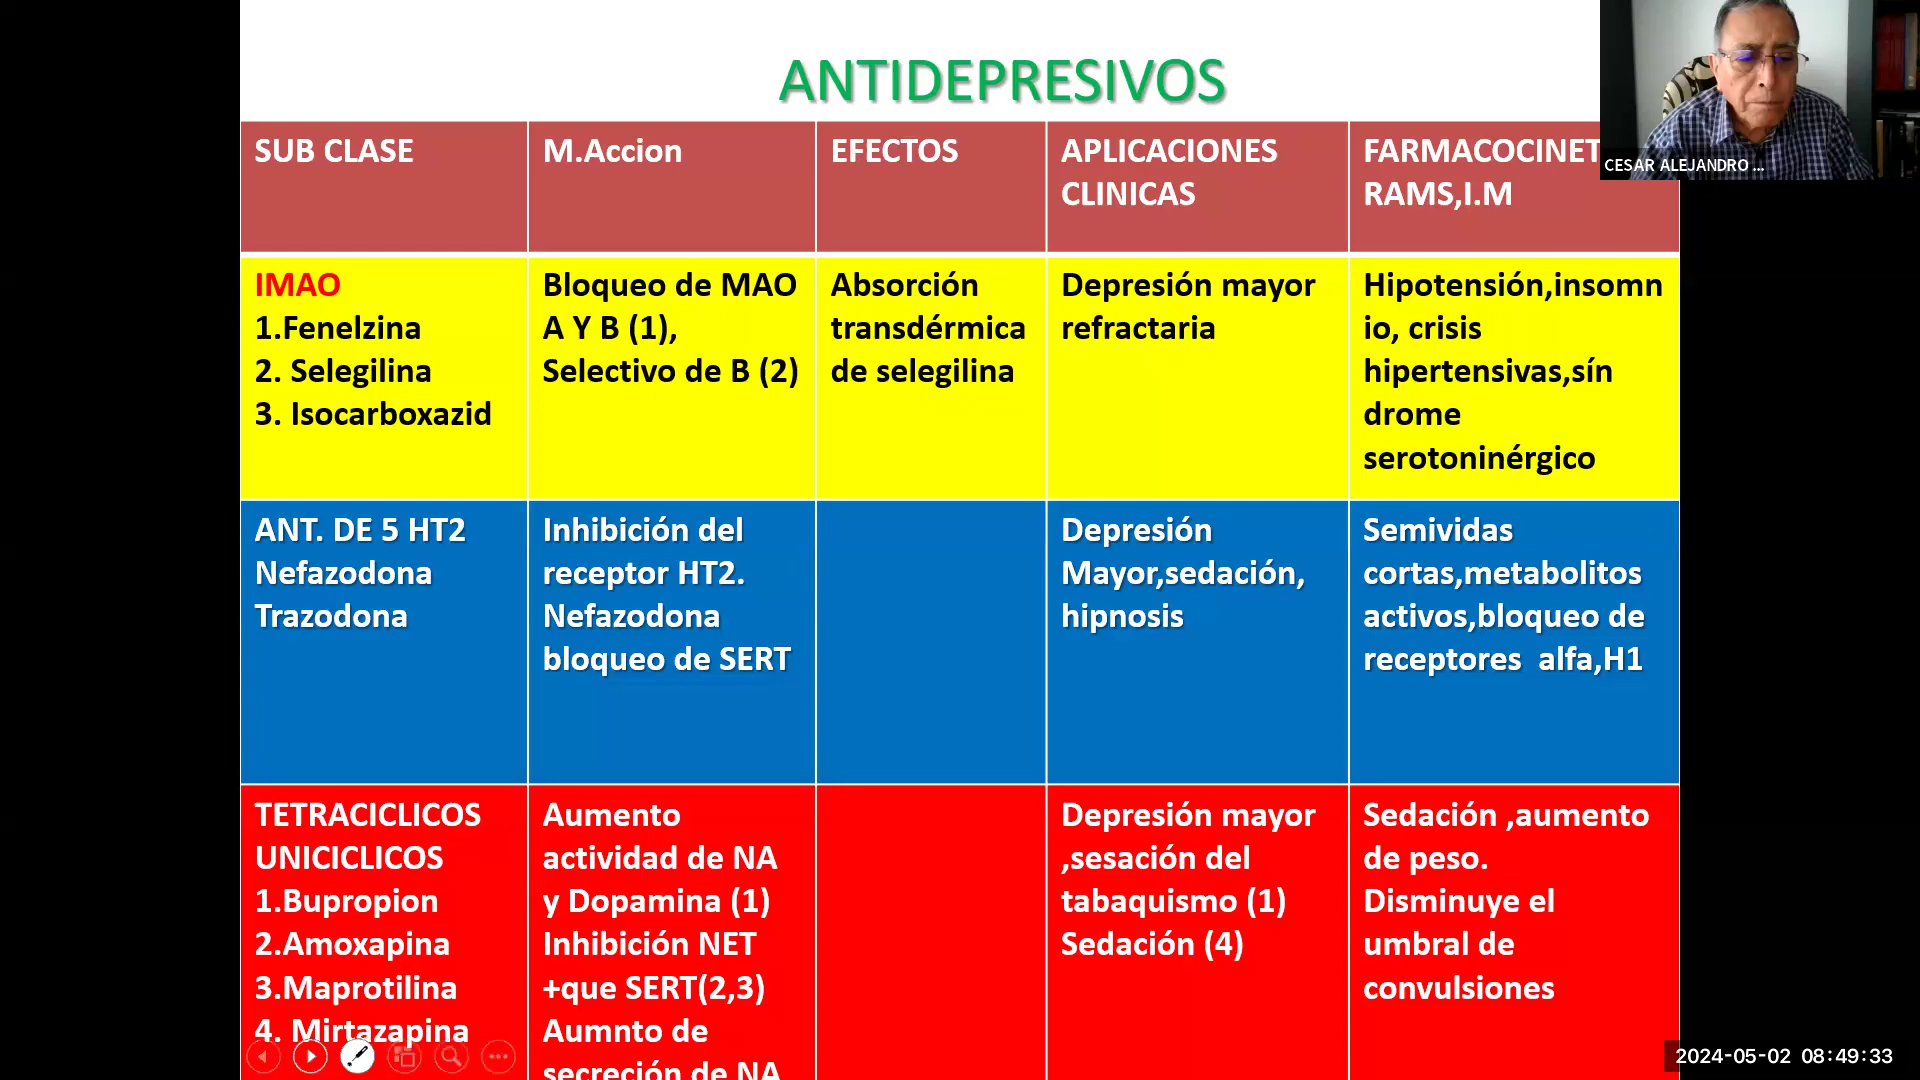 ANTIDEPRESIVOS
SUB CLASE
M.Accion
EFECTOS
APLICACIONES
CLINICAS
FARMACOCINET
RAMS,I.M
CESAR ALEJANDRO ...
IMAO
1.Fenelzina
2. Selegilina
3. Isocarboxazid
Bloqueo de MAO
A Y B (1),
Selectivo de B (2)
Absorción
transdérmica
de selegilina
Depresión mayor
refractaria
Hipotensión,insomn
io, crisis
hipertensivas,sín
drome
serotoninérgico
ANT. DE 5 HT2
Nefazodona
Trazodona
Inhibición del
receptor HT2.
Nefazodona
bloqueo de SERT
Depresión
Mayor,sedación,
hipnosis
Semividas
cortas,metabolitos
activos,bloqueo de
receptores  alfa,H1
TETRACICLICOS
UNICICLICOS
1.Bupropion
2.Amoxapina
3.Maprotilina
4. Mirtazapina
Aumento
actividad de NA
y Dopamina (1)
Inhibición NET
+que SERT(2,3)
Aumnto de
secreción de NA
Depresión mayor
,sesación del
tabaquismo (1)
Sedación (4)
Sedación ,aumento
de peso.
Disminuye el
umbral de
convulsiones
2024-05-02 08:49:33